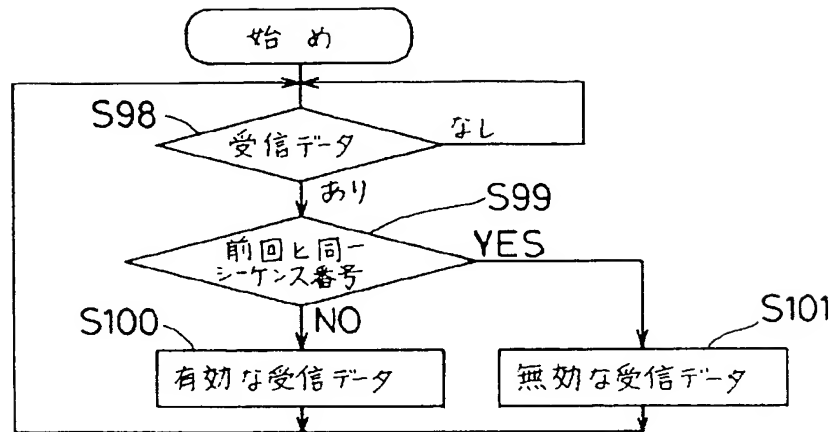 始め
S98
受信データ
なし
あり
S99
前回と同一
シーケンス番号
YES
NO
S100
有効な受信データ
S101
無効な受信データ